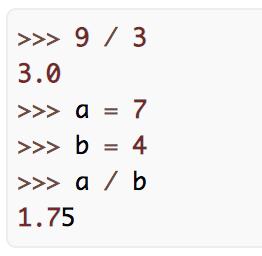 >>> 9 / 3
3.0
>>> a = 7
>>> b = 4
>>> a / b
1.75